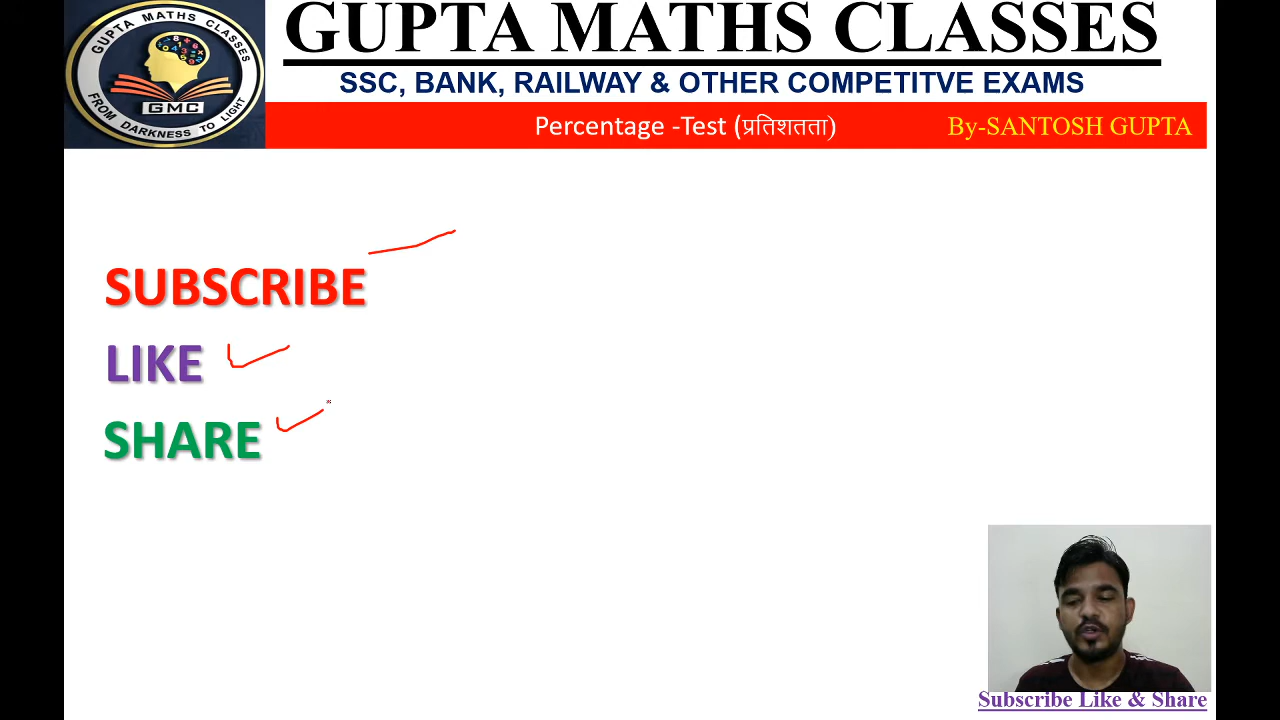 GUPTA MATHS CLASSES
GUPTA MATHS CLASSES
GMC
FROM DARKNESS TO LIGHT
SSC, BANK, RAILWAY & OTHER COMPETITVE EXAMS
Percentage -Test (प्रतिशतता) By-SANTOSH GUPTA
SUBSCRIBE
LIKE
SHARE
Subscribe Like & Share